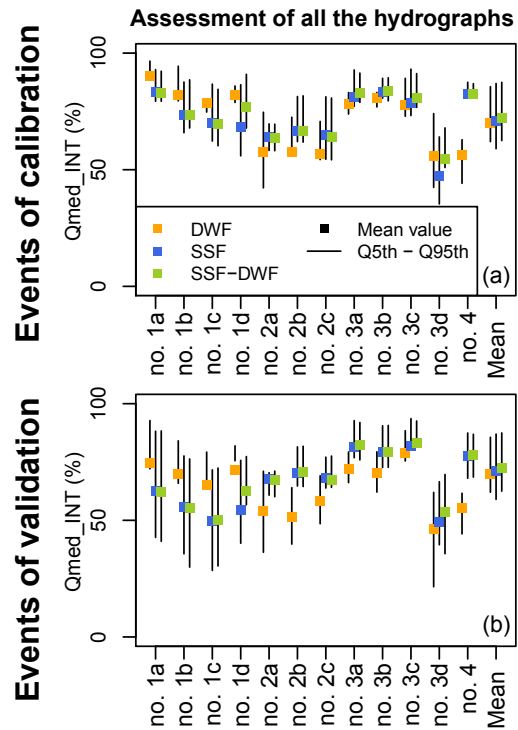 Assessment of all the hydrographs
Events of calibration
Qmed_INT (%)
100
50
0
DWF
SSF
SSF−DWF
Mean value
Q5th − Q95th
(a)
no. 1a
no. 1b
no. 1c
no. 1d
no. 2a
no. 2b
no. 2c
no. 3a
no. 3b
no. 3c
no. 3d
no. 4
Mean
Events of validation
Qmed_INT (%)
100
50
0
(b)
no. 1a
no. 1b
no. 1c
no. 1d
no. 2a
no. 2b
no. 2c
no. 3a
no. 3b
no. 3c
no. 3d
no. 4
Mean